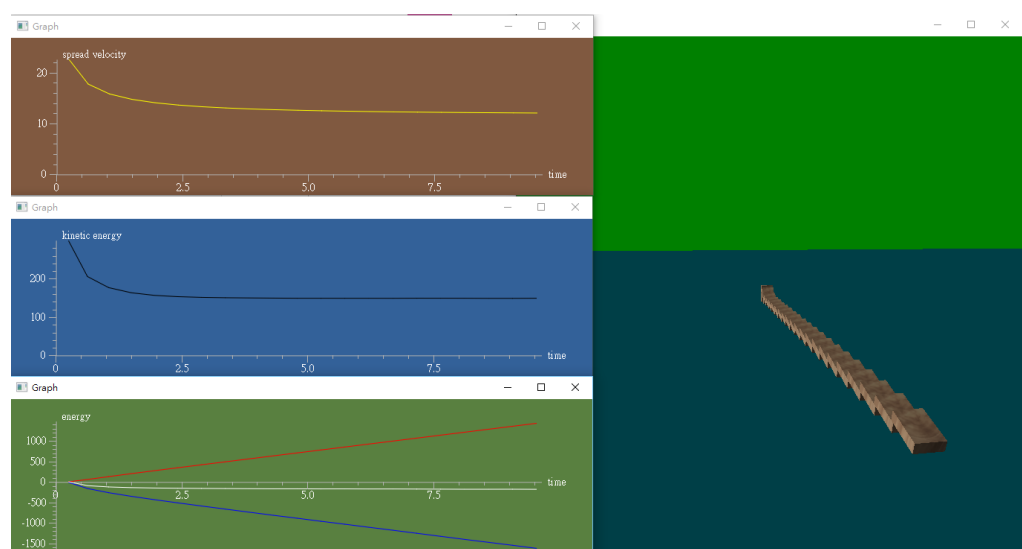 Graph
spread velocity
20
10
0
0 2.5 5.0 7.5 time
Graph
kinetic energy
200
100
0
0 2.5 5.0 7.5 time
Graph
energy
1000
500
0 2.5 5.0 7.5 time
0
-500
-1000
-1500